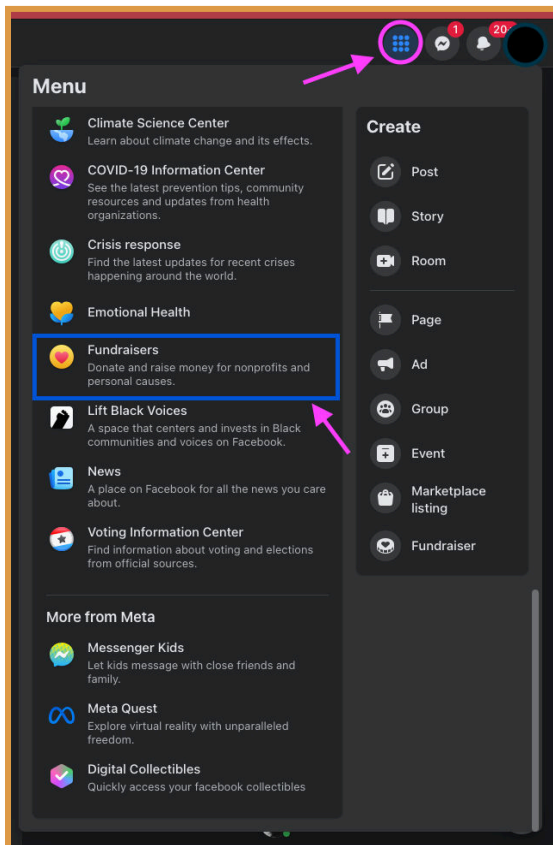 1
20
Menu
Climate Science Center
Learn about climate change and its effects.
COVID-19 Information Center
See the latest prevention tips, community
resources and updates from health
organizations.
Crisis response
Find the latest updates for recent crises
happening around the world.
Emotional Health
Fundraisers
Donate and raise money for nonprofits and
personal causes.
Lift Black Voices
A space that centers and invests in Black
communities and voices on Facebook.
News
A place on Facebook for all the news you care
about.
Voting Information Center
Find information about voting and elections
from official sources.
More from Meta
Messenger Kids
Let kids message with close friends and
family.
Meta Quest
Explore virtual reality with unparalleled
freedom.
Digital Collectibles
Quickly access your facebook collectibles
Create
Post
Story
Room
Page
Ad
Group
Event
Marketplace
listing
Fundraiser